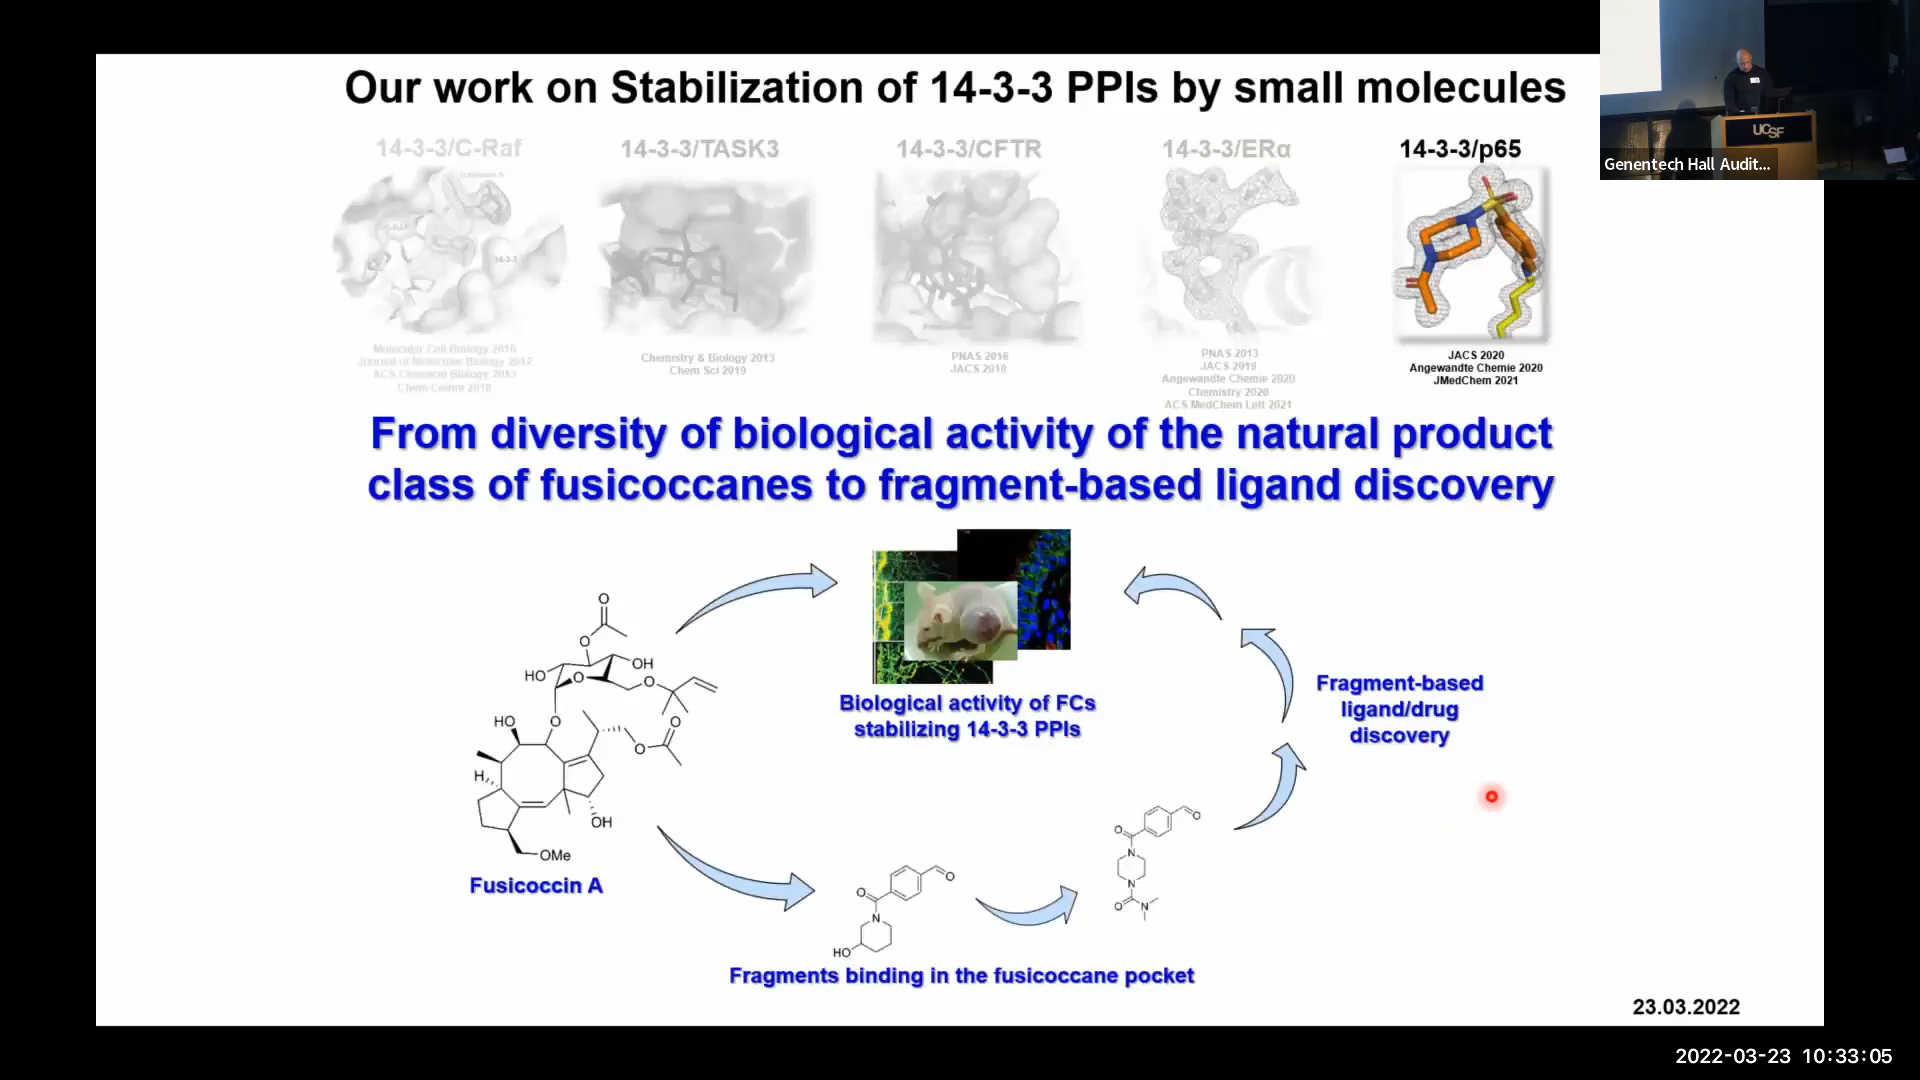 Our work on Stabilization of 14-3-3 PPIs by small molecules
UCSF
Genentech Hall Audit...
14-3-3/C-Raf
14-3-3/TASK3
14-3-3/CFTR
14-3-3/ERα
14-3-3/p65
14-3-3
Molecular Cell Biology 2010
Journal of Molecular Biology 2012
ACS Chemical Biology 2013
Chem Comm 2018
Chemistry & Biology 2013
Chem Sci 2019
PNAS 2016
JACS 2018
PNAS 2013
JACS 2019
Angewandte Chemie 2020
Chemistry 2020
ACS MedChem Lett 2021
JACS 2020
Angewandte Chemie 2020
JMedChem 2021
From diversity of biological activity of the natural product
class of fusicoccanes to fragment-based ligand discovery
O
O
HO
OH
O
O
HO
O
O
O
H
OH
OMe
Fusicoccin A
Biological activity of FCs
stabilizing 14-3-3 PPIs
Fragment-based
ligand/drug
discovery
O
O
N
N
O
N
O
O
N
HO
Fragments binding in the fusicoccane pocket
23.03.2022
2022-03-23 10:33:05